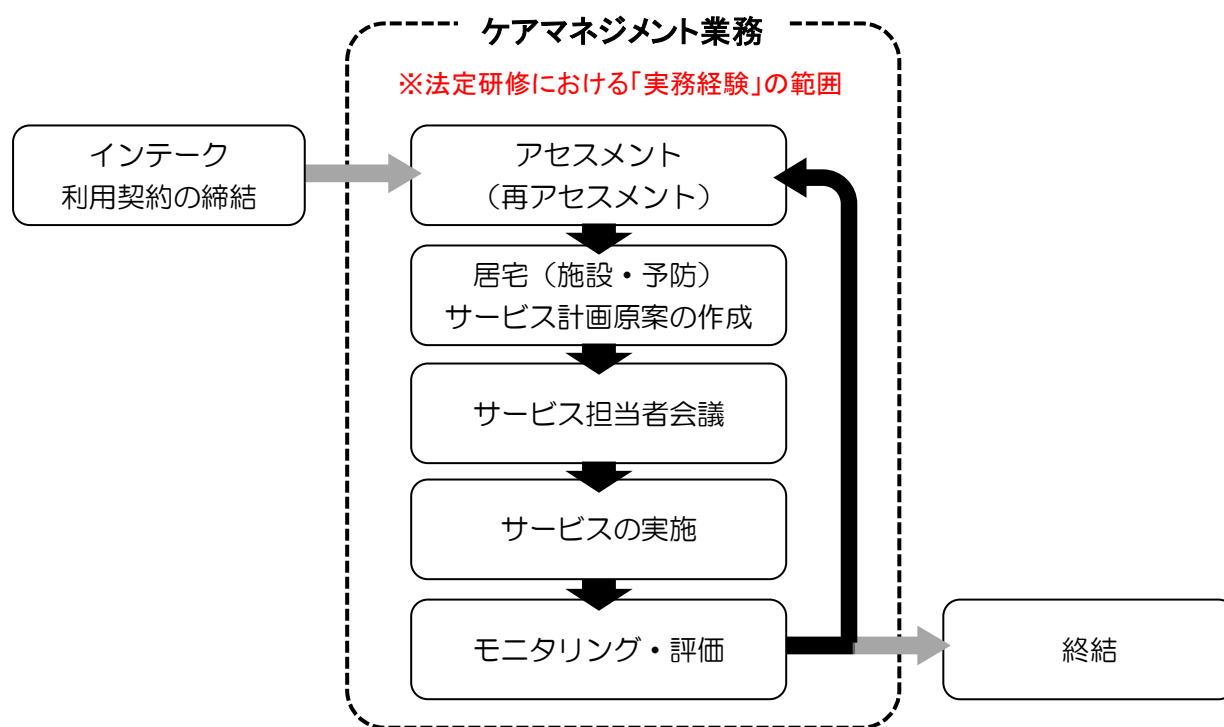 ケアマネジメント業務
※法定研修における「実務経験」の範囲
インテーク
利用契約の締結
アセスメント
（再アセスメント）
居宅（施設・予防）
サービス計画原案の作成
サービス担当者会議
サービスの実施
モニタリング・評価
終結